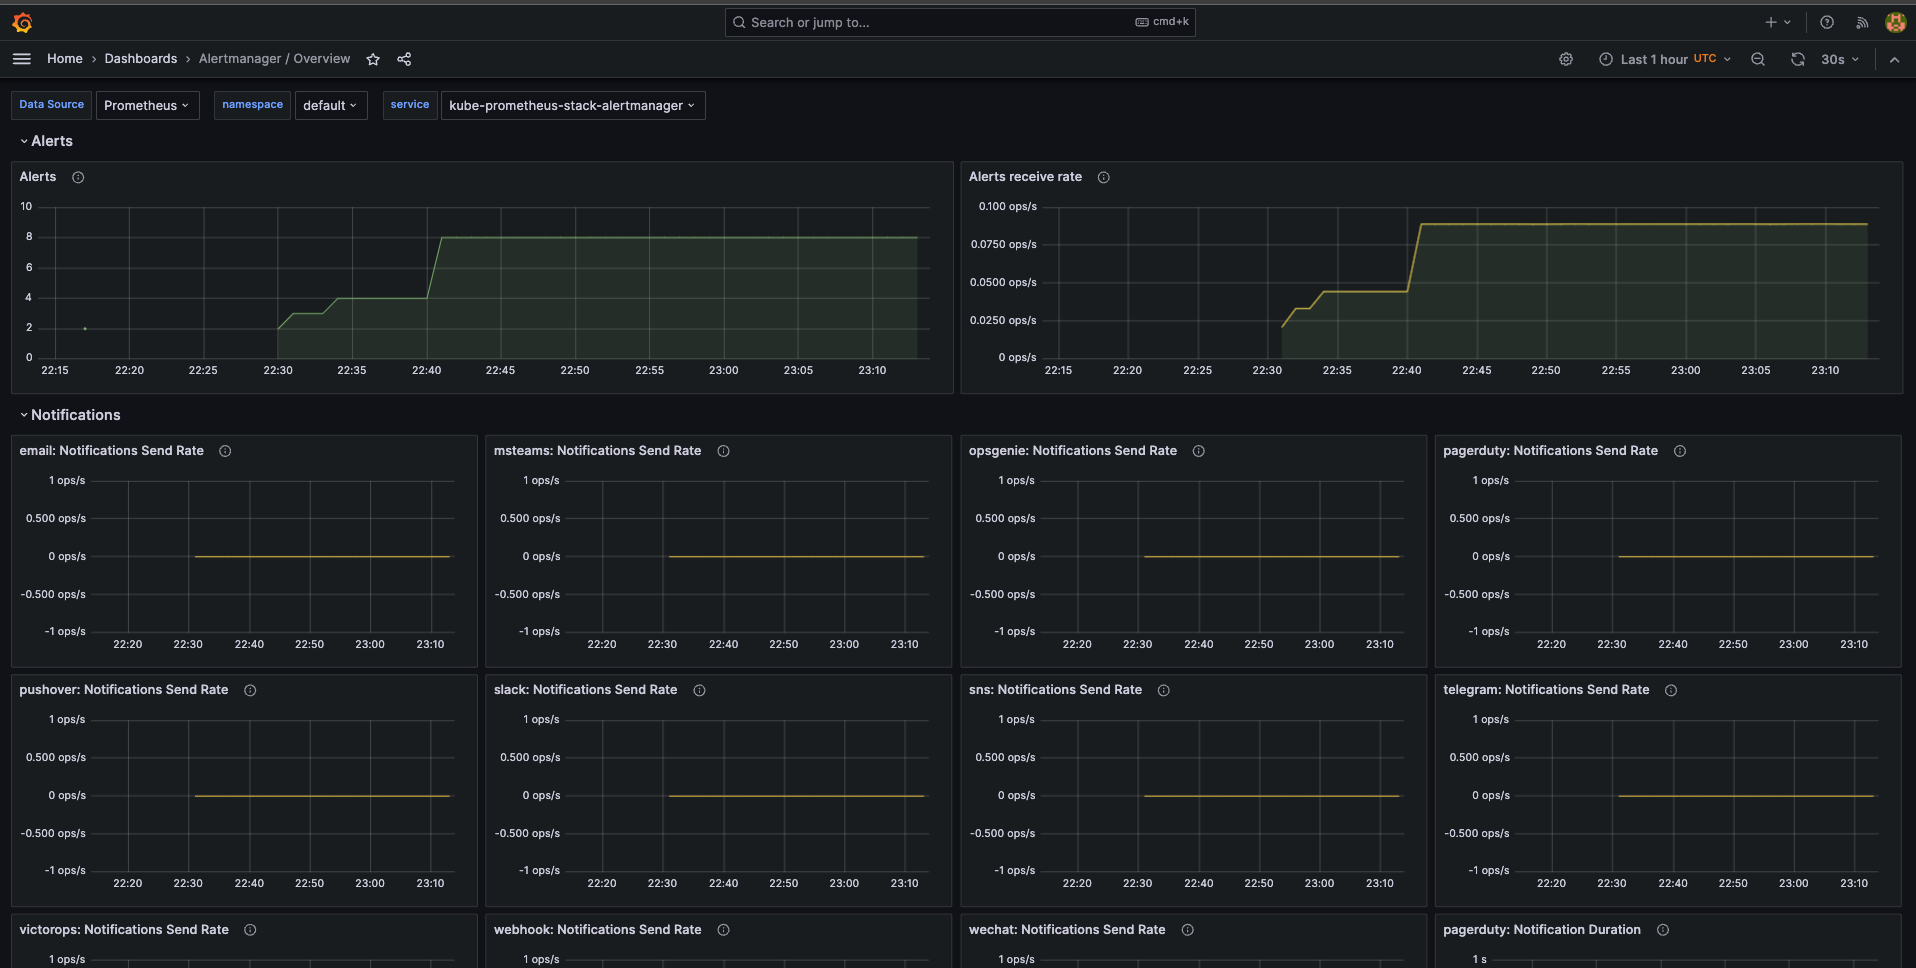 Search or jump to... cmd+k
Home › Dashboards › Alertmanager / Overview Last 1 hour UTC 30s
Data Source Prometheus namespace default service kube-prometheus-stack-alertmanager
Alerts
Alerts
10
8
6
4
2
0
22:15 22:20 22:25 22:30 22:35 22:40 22:45 22:50 22:55 23:00 23:05 23:10
Alerts receive rate
0.100 ops/s
0.0750 ops/s
0.0500 ops/s
0.0250 ops/s
0 ops/s
22:15 22:20 22:25 22:30 22:35 22:40 22:45 22:50 22:55 23:00 23:05 23:10
Notifications
email: Notifications Send Rate
1 ops/s
0.500 ops/s
0 ops/s
-0.500 ops/s
-1 ops/s
22:20 22:30 22:40 22:50 23:00 23:10
msteams: Notifications Send Rate
1 ops/s
0.500 ops/s
0 ops/s
-0.500 ops/s
-1 ops/s
22:20 22:30 22:40 22:50 23:00 23:10
opsgenie: Notifications Send Rate
1 ops/s
0.500 ops/s
0 ops/s
-0.500 ops/s
-1 ops/s
22:20 22:30 22:40 22:50 23:00 23:10
pagerduty: Notifications Send Rate
1 ops/s
0.500 ops/s
0 ops/s
-0.500 ops/s
-1 ops/s
22:20 22:30 22:40 22:50 23:00 23:10
pushover: Notifications Send Rate
1 ops/s
0.500 ops/s
0 ops/s
-0.500 ops/s
-1 ops/s
22:20 22:30 22:40 22:50 23:00 23:10
slack: Notifications Send Rate
1 ops/s
0.500 ops/s
0 ops/s
-0.500 ops/s
-1 ops/s
22:20 22:30 22:40 22:50 23:00 23:10
sns: Notifications Send Rate
1 ops/s
0.500 ops/s
0 ops/s
-0.500 ops/s
-1 ops/s
22:20 22:30 22:40 22:50 23:00 23:10
telegram: Notifications Send Rate
1 ops/s
0.500 ops/s
0 ops/s
-0.500 ops/s
-1 ops/s
22:20 22:30 22:40 22:50 23:00 23:10
victorops: Notifications Send Rate
1 ops/s
webhook: Notifications Send Rate
1 ops/s
wechat: Notifications Send Rate
1 ops/s
pagerduty: Notification Duration
1 s